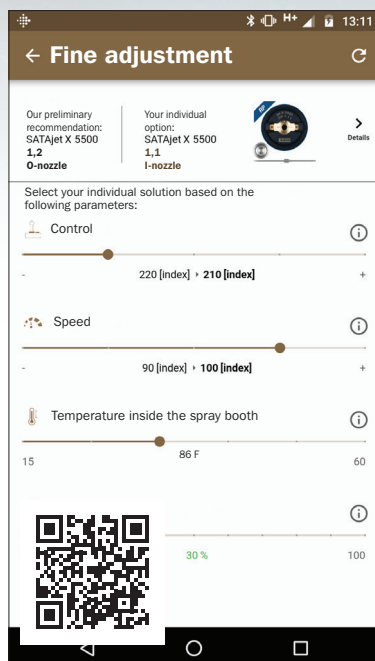 H+ 13:11
Fine adjustment
Our preliminary
recommendation:
SATAjet X 5500
1,2
O-nozzle
Your individual
option:
SATAjet X 5500
1,1
I-nozzle
RP
Details
Select your individual solution based on the
following parameters:
Control
- 220 [index] ‣ 210 [index] +
Speed
- 90 [index] ‣ 100 [index] +
Temperature inside the spray booth
15 86 F 60
30 % 100